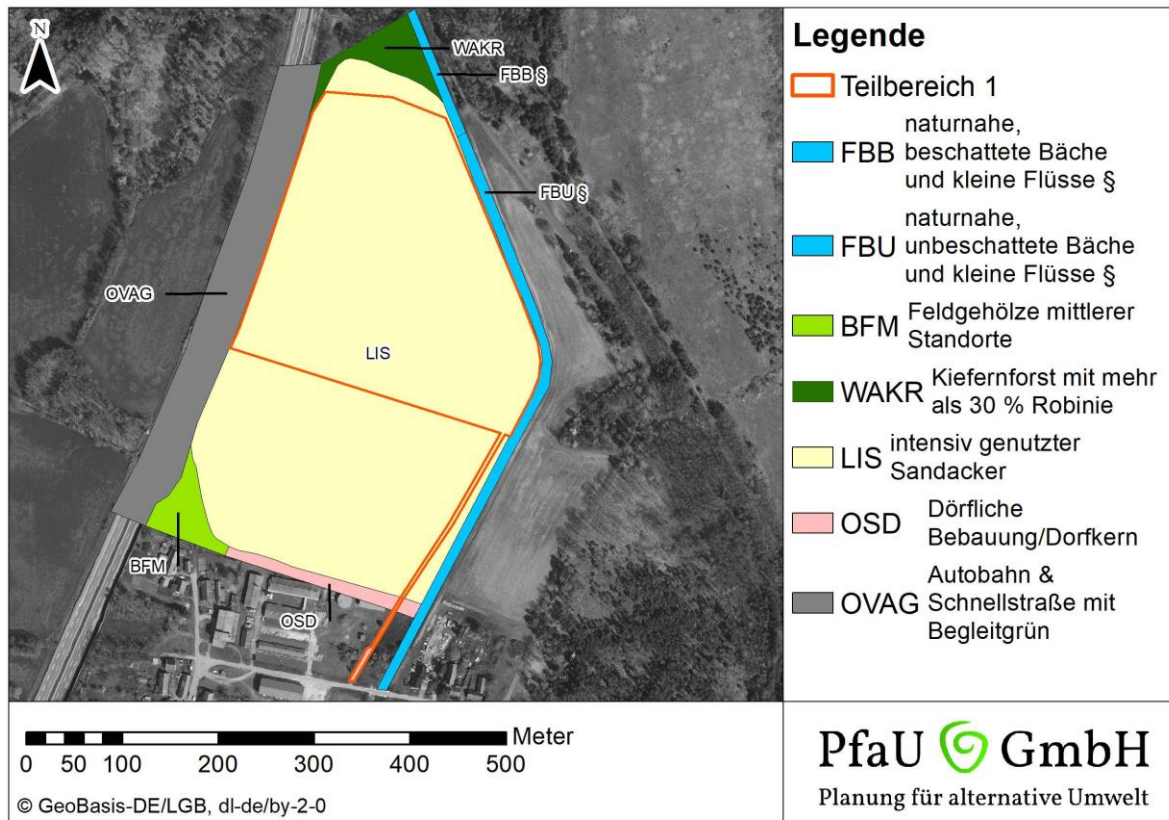 N
WAKR
FBB §
FBU §
OVAG
LIS
BFM
OSD
Legende
Teilbereich 1
FBB naturnahe,
beschattete Bäche
und kleine Flüsse §
FBU naturnahe,
unbeschattete Bäche
und kleine Flüsse §
BFM Feldgehölze mittlerer
Standorte
WAKR Kiefernforst mit mehr
als 30 % Robinie
LIS intensiv genutzter
Sandacker
OSD Dörfliche
Bebauung/Dorfkern
OVAG Autobahn &
Schnellstraße mit
Begleitgrün
Meter
0 50 100 200 300 400 500
© GeoBasis-DE/LGB, dl-de/by-2-0
PfaU GmbH
Planung für alternative Umwelt